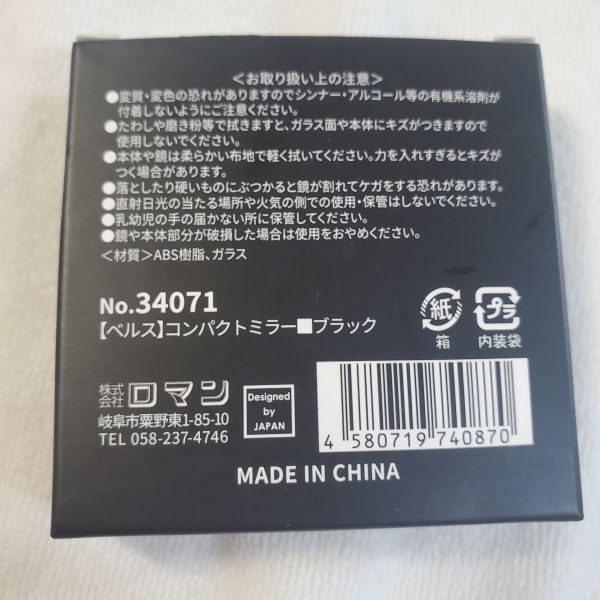 ＜お取り扱い上の注意＞
●変質・変色の恐れがありますのでシンナー・アルコール等の有機系溶剤が
付着しないようにご注意ください。
●たわしや磨き粉等で拭きますと、ガラス面や本体にキズがつきますので
使用しないでください。
●本体や鏡は柔らかい布地で軽く拭いてください。力を入れすぎるとキズが
つく場合があります。
●落としたり硬いものにぶつかると鏡が割れてケガをする恐れがあります。
●直射日光の当たる場所や火気の側での使用・保管はしないでください。
●乳幼児の手の届かない所に保管してください。
●鏡や本体部分が破損した場合は使用をおやめください。
＜材質＞ABS樹脂、ガラス
No.34071
【ベルス】コンパクトミラー■ブラック
紙
箱
プラ
内装袋
株式会社 ロマン
岐阜市粟野東1-85-10
TEL 058-237-4746
Designed
by
JAPAN
4 580719 740870
MADE IN CHINA